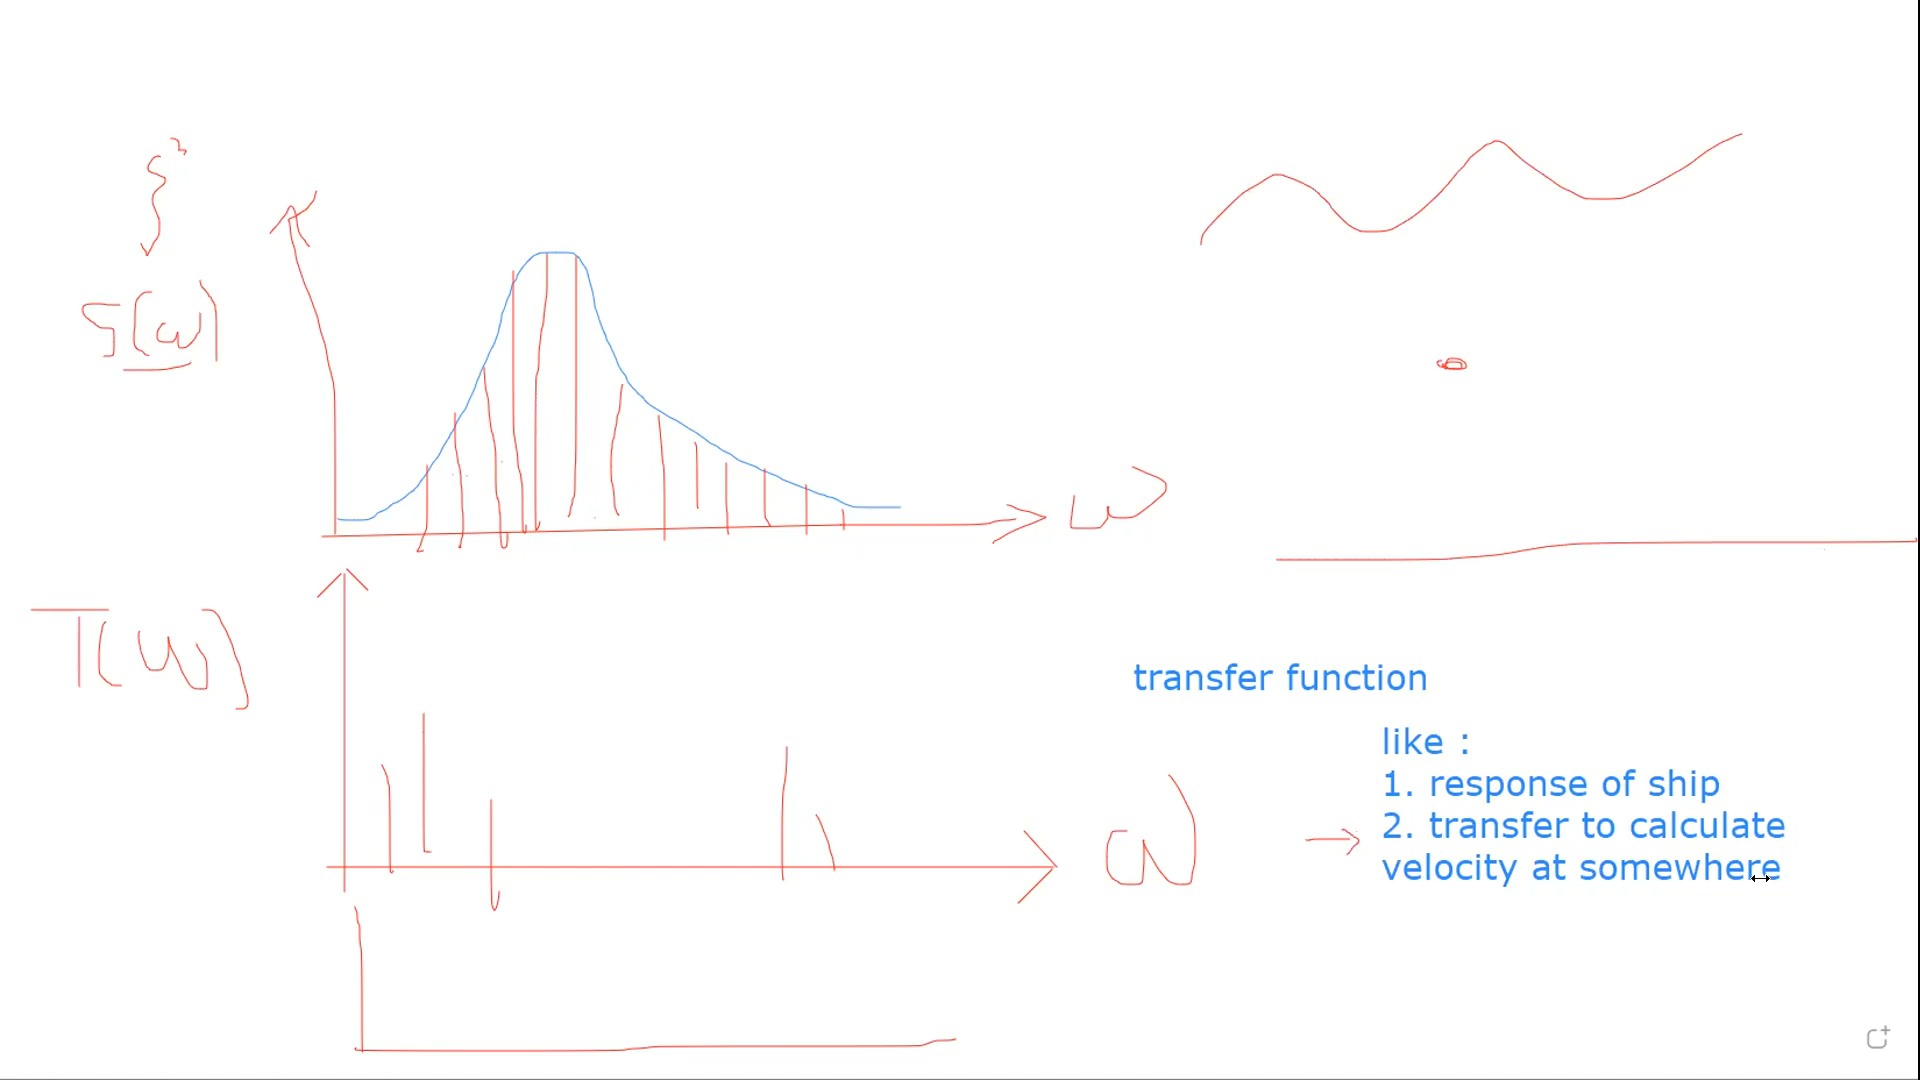 S(ω)
ω
T(ω)
transfer function
like :
1. response of ship
2. transfer to calculate
velocity at somewhere
ω